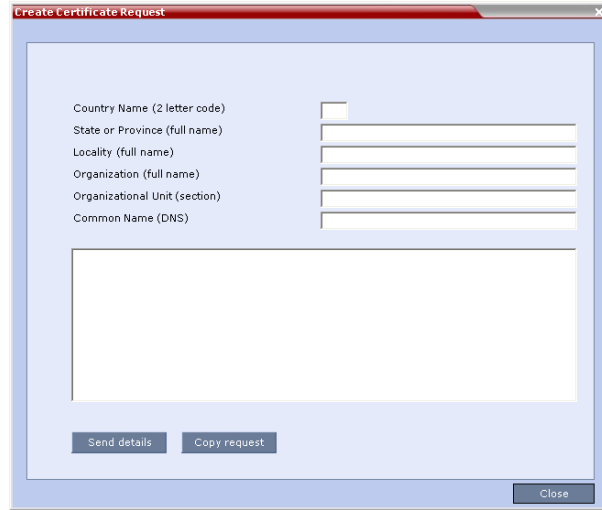 Create Certificate Request
Country Name (2 letter code)
State or Province (full name)
Locality (full name)
Organization (full name)
Organizational Unit (section)
Common Name (DNS)
Send details
Copy request
Close